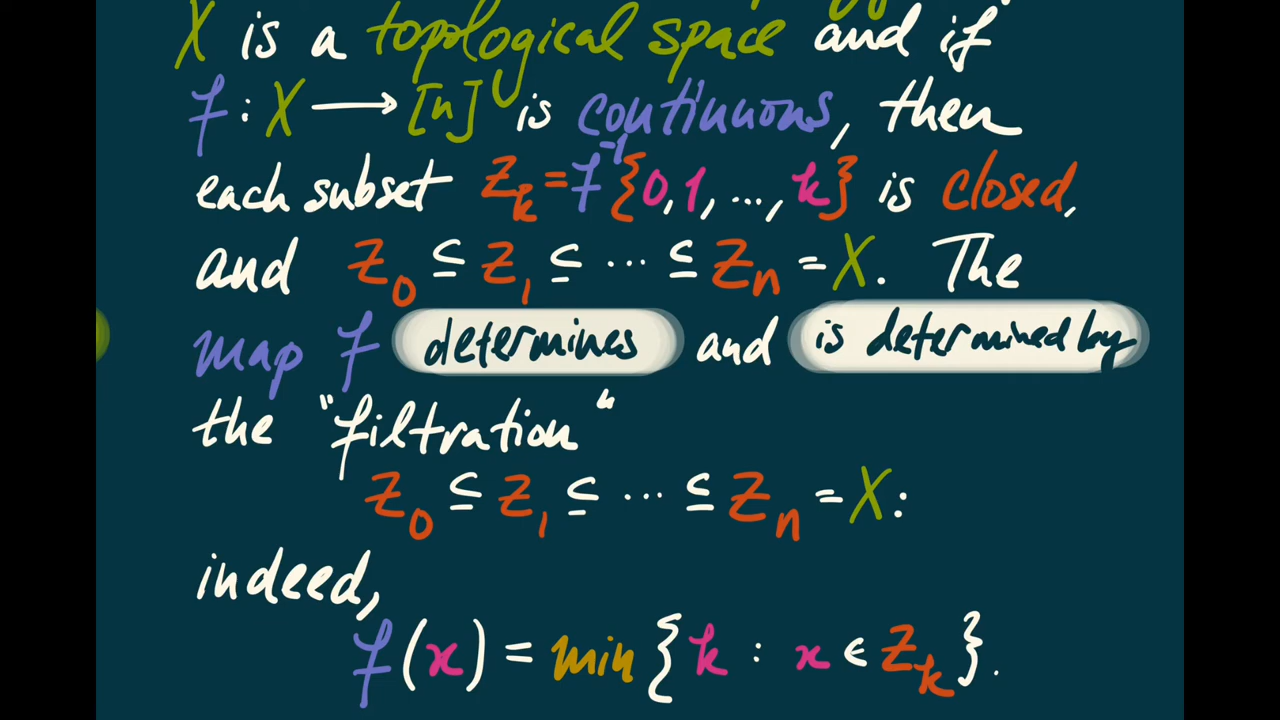 X is a topological space and if
f : X → [n] is continuous, then
each subset Z_k = f⁻¹{0, 1, ..., k} is closed,
and Z_0 ⊆ Z_1 ⊆ ⋯ ⊆ Z_n = X. The
map f determines and is determined by
the "filtration"
Z_0 ⊆ Z_1 ⊆ ⋯ ⊆ Z_n = X:
indeed,
f(x) = min {k : x ∈ Z_k}.